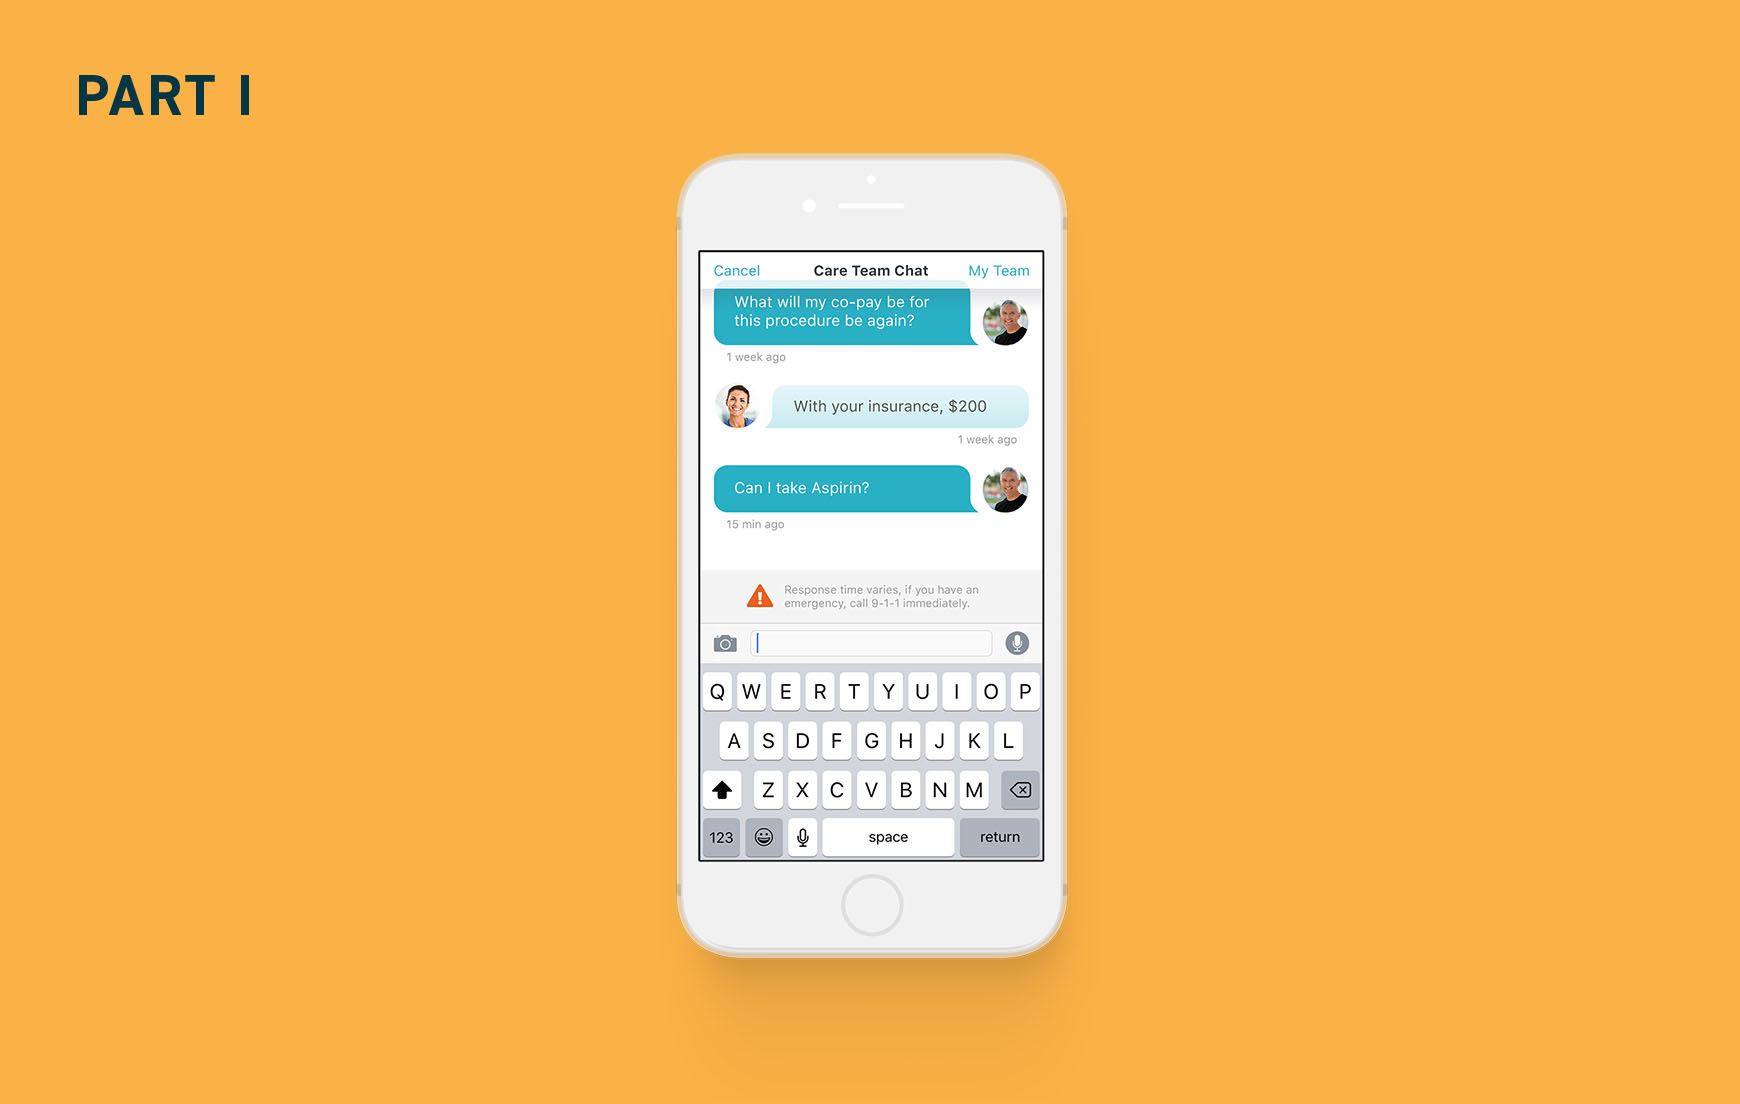 PART I
Cancel Care Team Chat My Team
What will my co-pay be for
this procedure be again?
1 week ago
With your insurance, $200
1 week ago
Can I take Aspirin?
15 min ago
Response time varies, if you have an
emergency, call 9-1-1 immediately.
Q W E R T Y U I O P
A S D F G H J K L
Z X C V B N M
123 space return